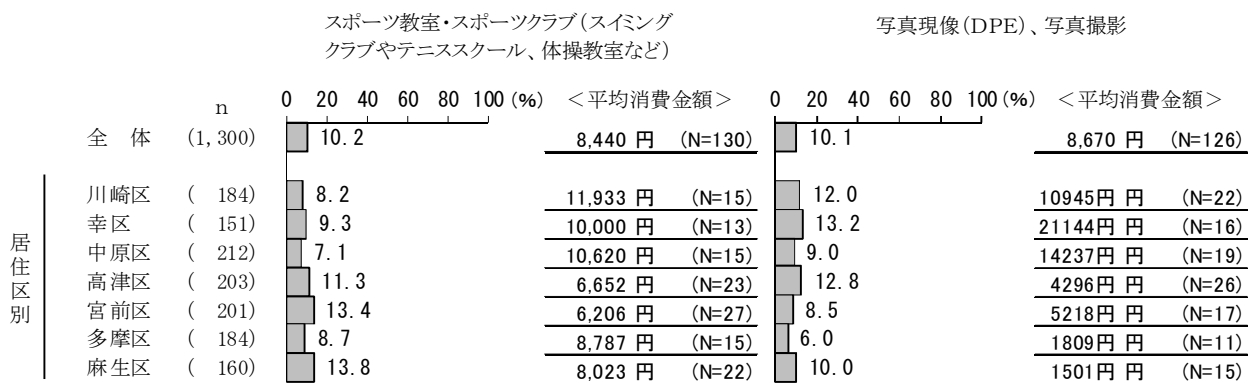 スポーツ教室・スポーツクラブ(スイミング
クラブやテニススクール、体操教室など)
写真現像(DPE)、写真撮影
n 0 20 40 60 80 100 (%) <平均消費金額> 0 20 40 60 80 100 (%) <平均消費金額>
全 体 (1,300) 10.2 8,440 円 (N=130) 10.1 8,670 円 (N=126)
居住区別
川崎区 ( 184) 8.2 11,933 円 (N=15) 12.0 10945円 円 (N=22)
幸区 ( 151) 9.3 10,000 円 (N=13) 13.2 21144円 円 (N=16)
中原区 ( 212) 7.1 10,620 円 (N=15) 9.0 14237円 円 (N=19)
高津区 ( 203) 11.3 6,652 円 (N=23) 12.8 4296円 円 (N=26)
宮前区 ( 201) 13.4 6,206 円 (N=27) 8.5 5218円 円 (N=17)
多摩区 ( 184) 8.7 8,787 円 (N=15) 6.0 1809円 円 (N=11)
麻生区 ( 160) 13.8 8,023 円 (N=22) 10.0 1501円 円 (N=15)